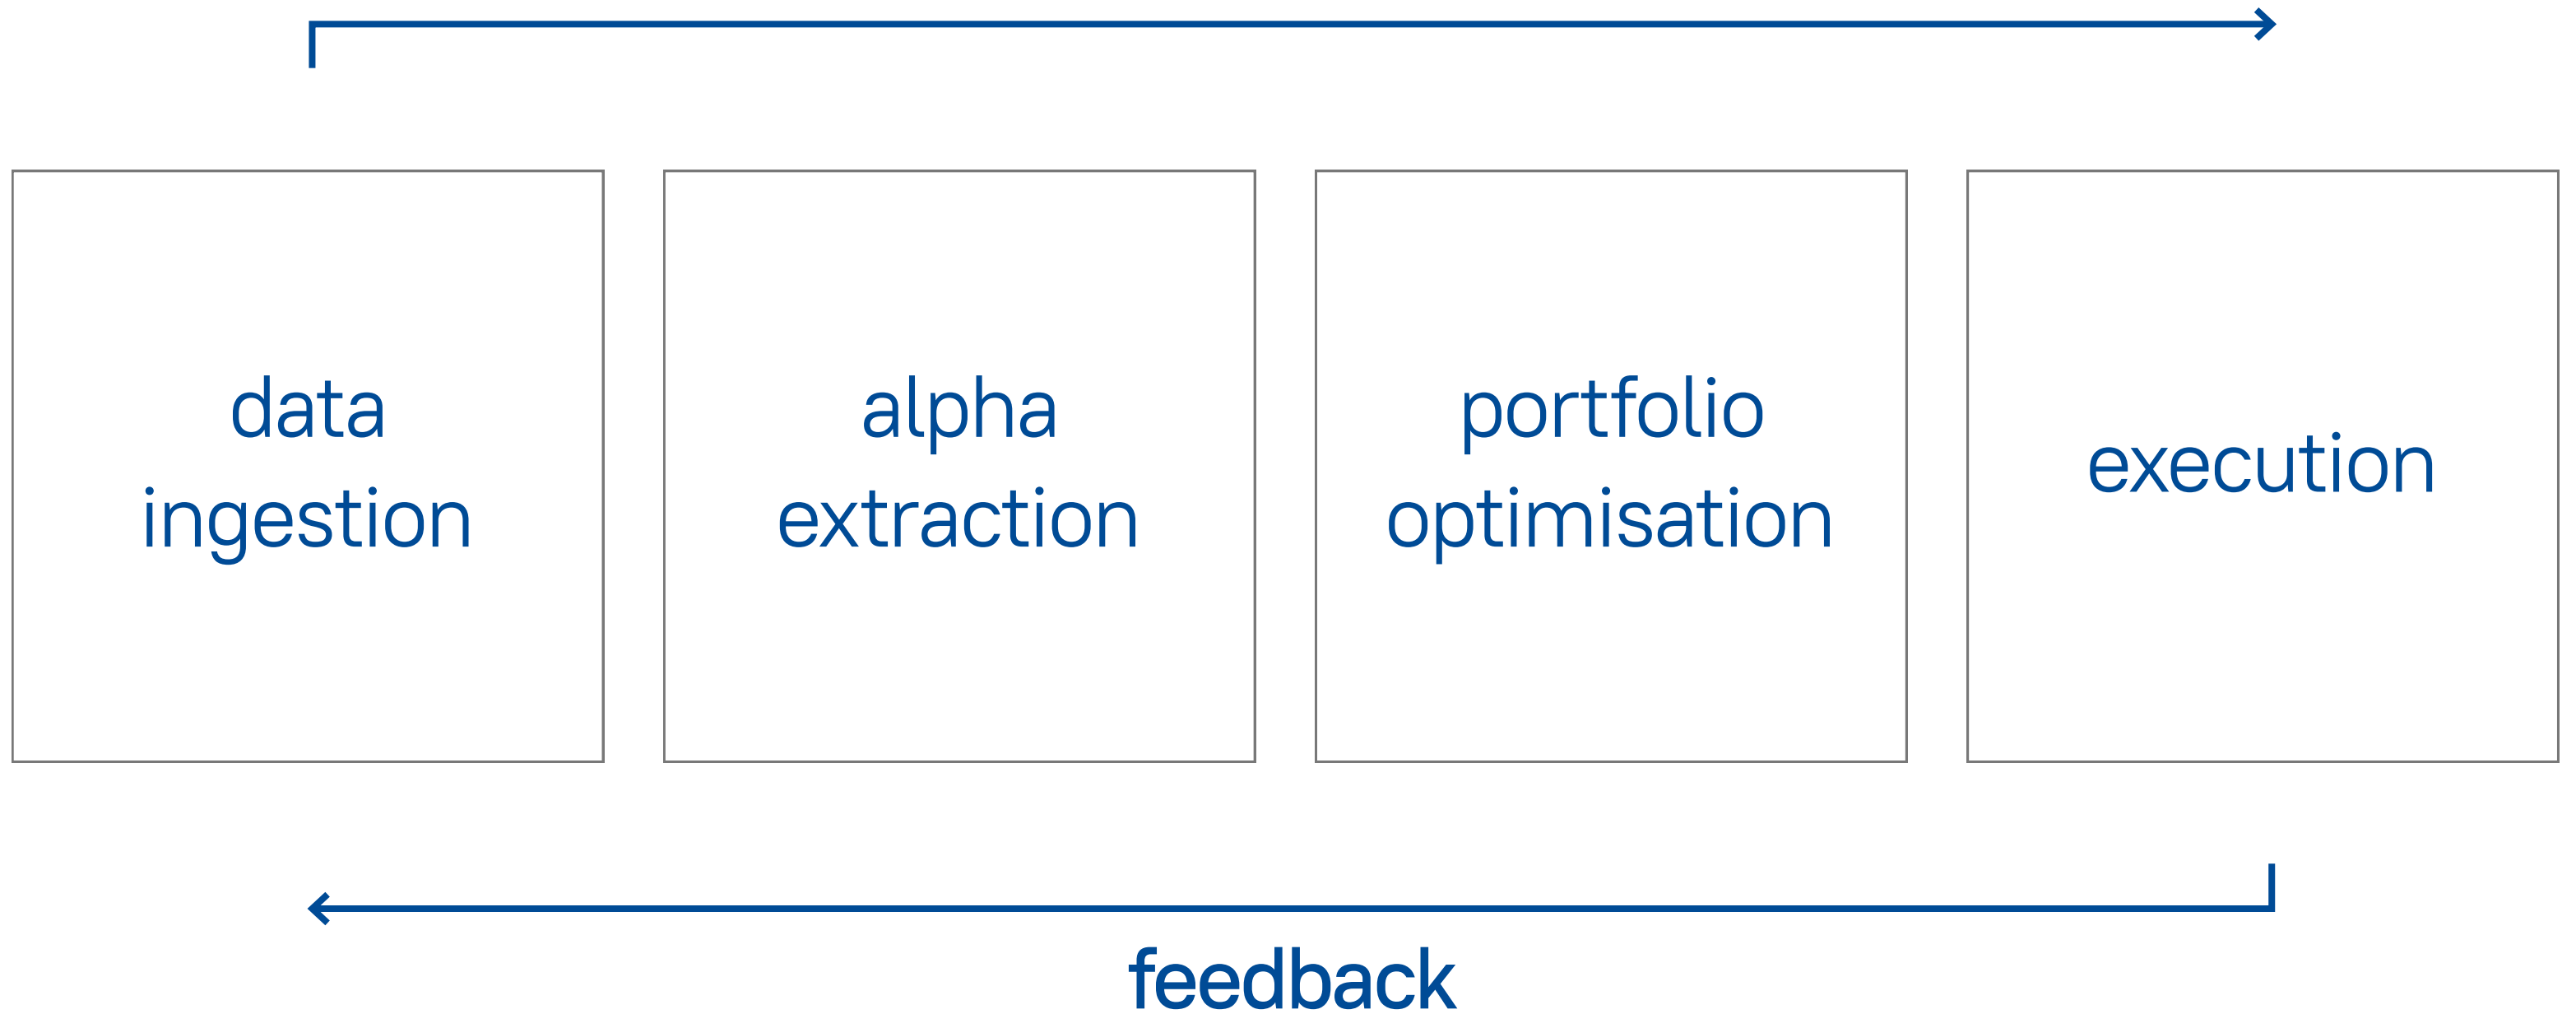 data
ingestion
alpha
extraction
portfolio
optimisation
execution
feedback